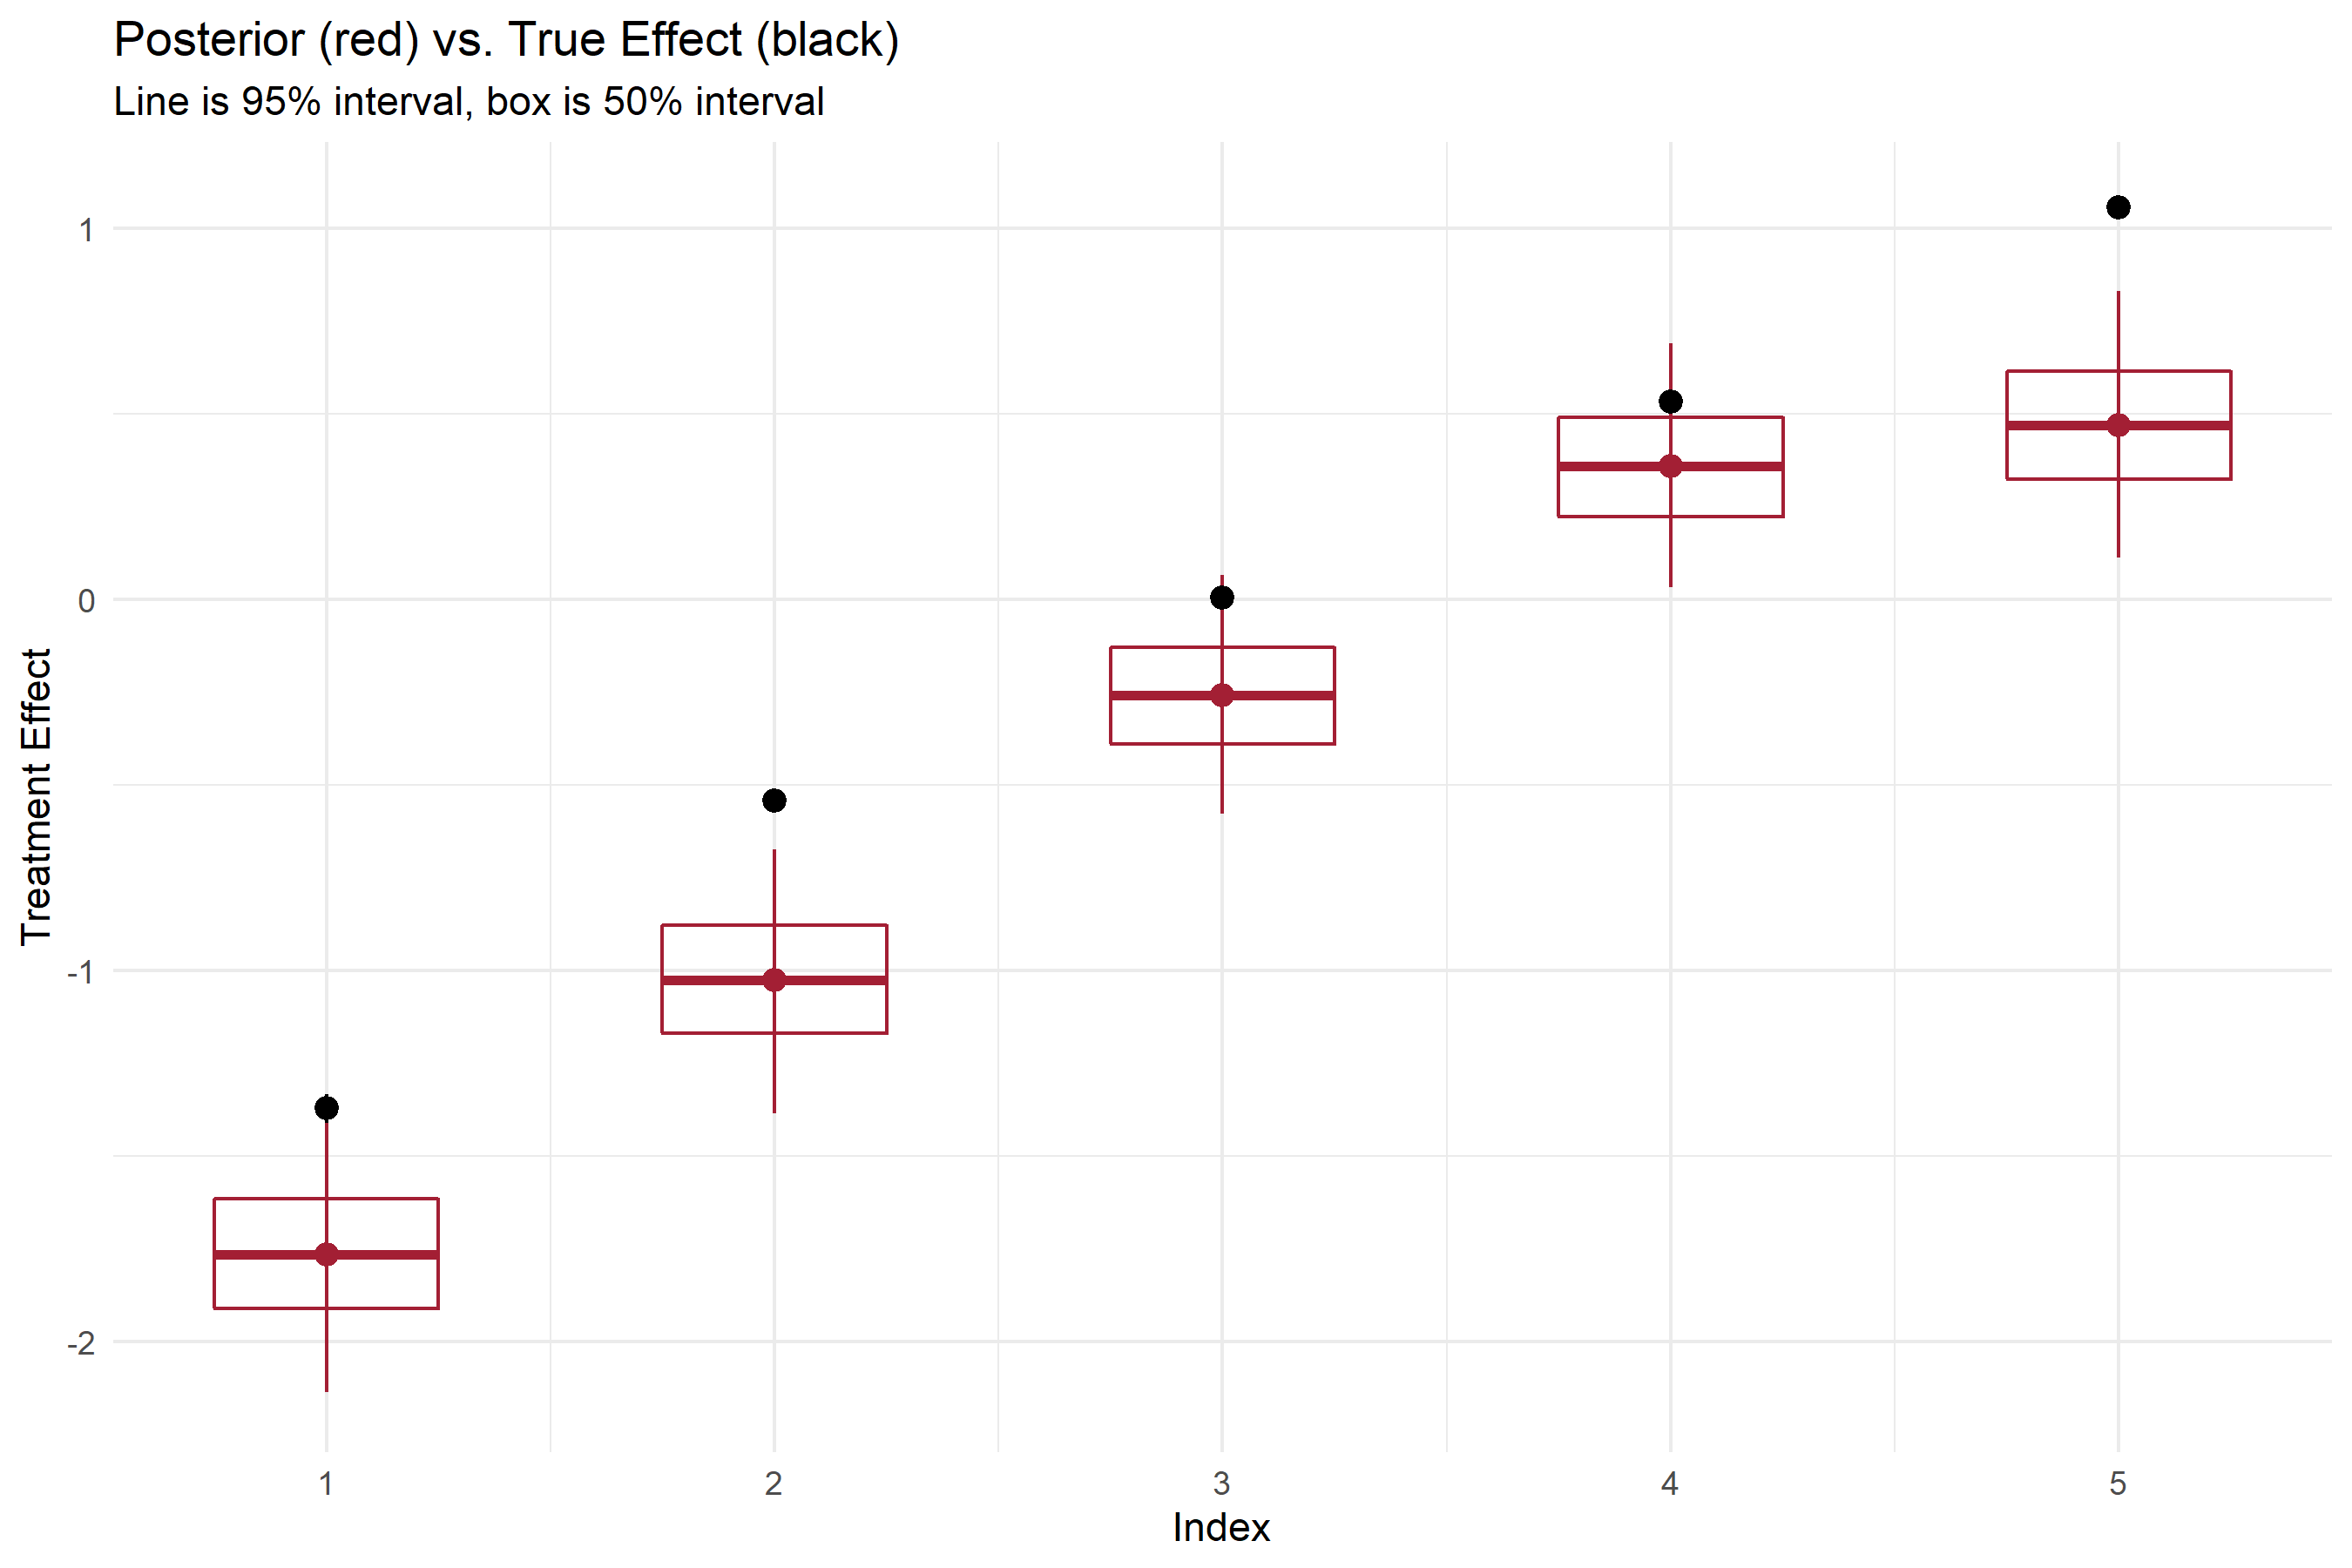 Posterior (red) vs. True Effect (black)
Line is 95% interval, box is 50% interval
Treatment Effect
1
0
-1
-2
1
2
3
4
5
Index